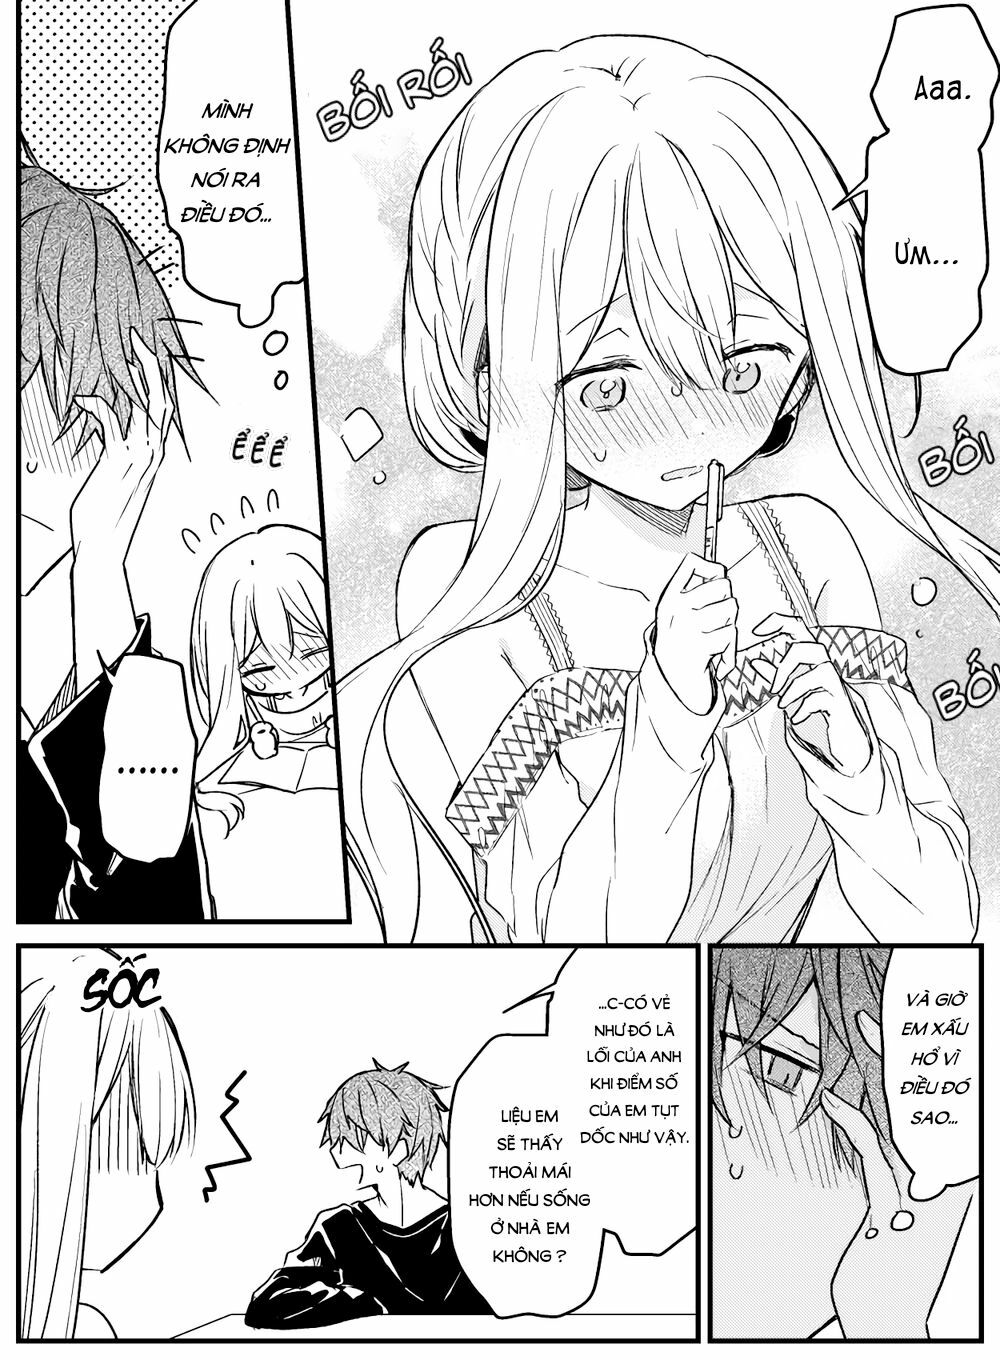 Aaa.
Ừm...
BỐI RỐI
BỐI
BỐI
MÌNH
KHÔNG ĐỊNH
NÓI RA
ĐIỀU ĐÓ...
ỂỂỂ
......
VÀ GIỜ
EM XẤU
HỔ VÌ
ĐIỀU ĐÓ
SAO...
...C-CÓ VẺ
NHƯ ĐÓ LÀ
LỖI CỦA ANH
KHI ĐIỂM SỐ
CỦA EM TỤT
DỐC NHƯ VẬY.
LIỆU EM
SẼ THẤY
THOẢI MÁI
HƠN NẾU SỐNG
Ở NHÀ EM
KHÔNG ?
SỐC